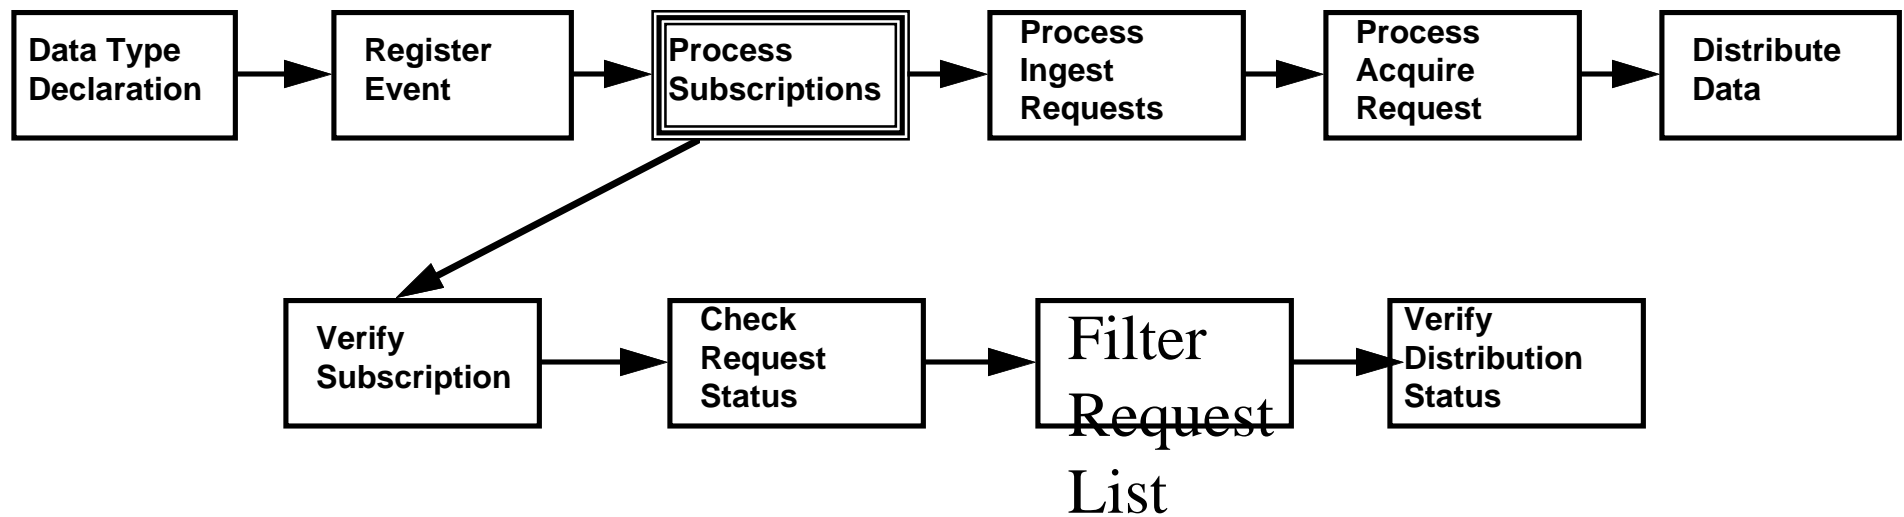 Data Type
Declaration
Register
Event
Process
Subscriptions
Process
Ingest
Requests
Process
Acquire
Request
Distribute
Data
Verify
Subscription
Check
Request
Status
Filter
Request
List
Verify
Distribution
Status